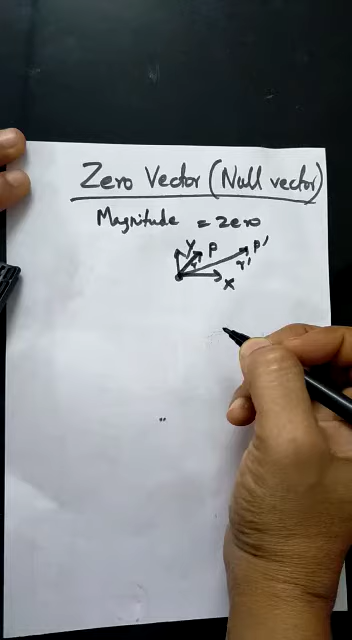 Zero Vector (Null vector)
Magnitude = zero
Y P P'
r r'
X